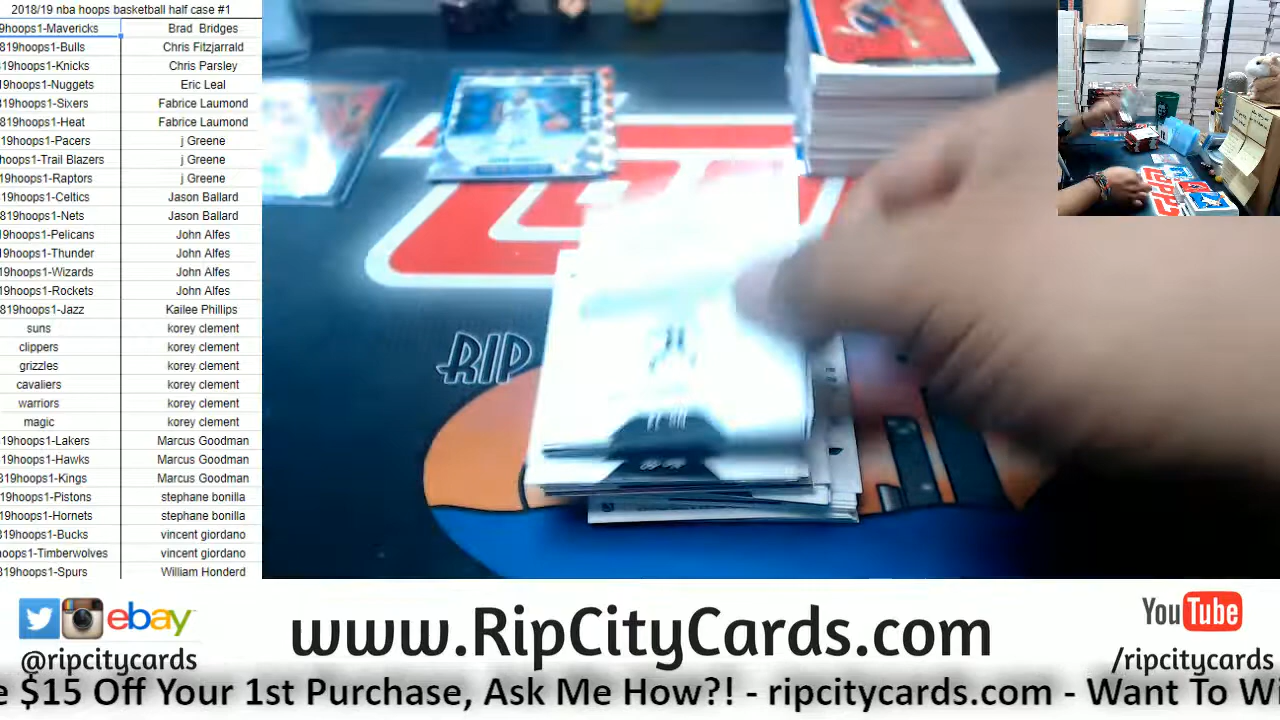 2018/19 nba hoops basketball half case #1
9hoops1-Mavericks Brad Bridges
819hoops1-Bulls Chris Fitzjarrald
19hoops1-Knicks Chris Parsley
19hoops1-Nuggets Eric Leal
19hoops1-Sixers Fabrice Laumond
819hoops1-Heat Fabrice Laumond
19hoops1-Pacers j Greene
hoops1-Trail Blazers j Greene
19hoops1-Raptors j Greene
19hoops1-Celtics Jason Ballard
819hoops1-Nets Jason Ballard
19hoops1-Pelicans John Alfes
19hoops1-Thunder John Alfes
19hoops1-Wizards John Alfes
19hoops1-Rockets John Alfes
819hoops1-Jazz Kailee Phillips
suns korey clement
clippers korey clement
grizzles korey clement
cavaliers korey clement
warriors korey clement
magic korey clement
19hoops1-Lakers Marcus Goodman
19hoops1-Hawks Marcus Goodman
819hoops1-Kings Marcus Goodman
19hoops1-Pistons stephane bonilla
19hoops1-Hornets stephane bonilla
819hoops1-Bucks vincent giordano
hoops1-Timberwolves vincent giordano
819hoops1-Spurs William Honderd
RIP
ebay
@ripcitycards
www.RipCityCards.com
YouTube
/ripcitycards
e $15 Off Your 1st Purchase, Ask Me How?! - ripcitycards.com - Want To Wi